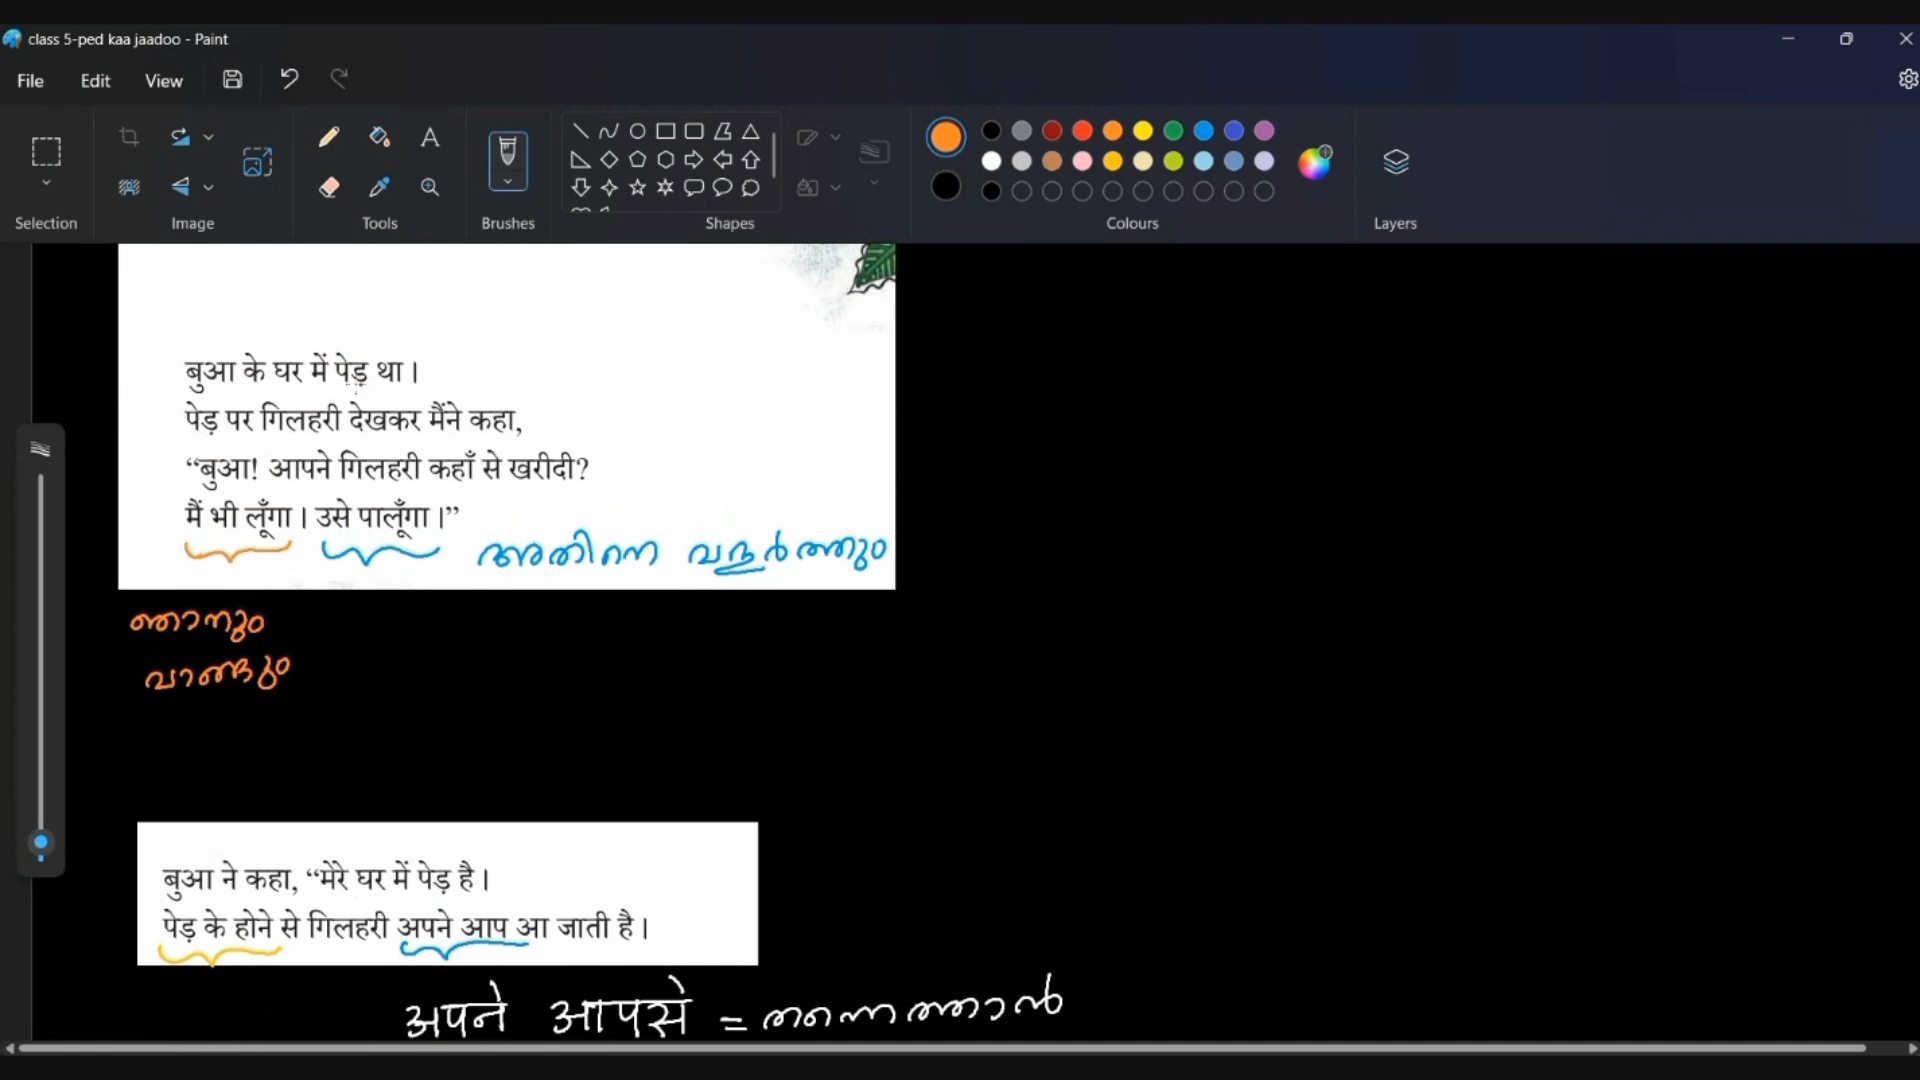 class 5-ped kaa jaadoo - Paint
File Edit View
Selection Image Tools Brushes Shapes Colours Layers
बुआ के घर में पेड़ था।
पेड़ पर गिलहरी देखकर मैंने कहा,
“बुआ! आपने गिलहरी कहाँ से खरीदी?
मैं भी लूँगा। उसे पालूँगा।”
അതിനെ വളർത്തും
ഞാനും
വാങ്ങും
बुआ ने कहा, “मेरे घर में पेड़ है।
पेड़ के होने से गिलहरी अपने आप आ जाती है।
अपने आपसे = തന്നെത്താൻ